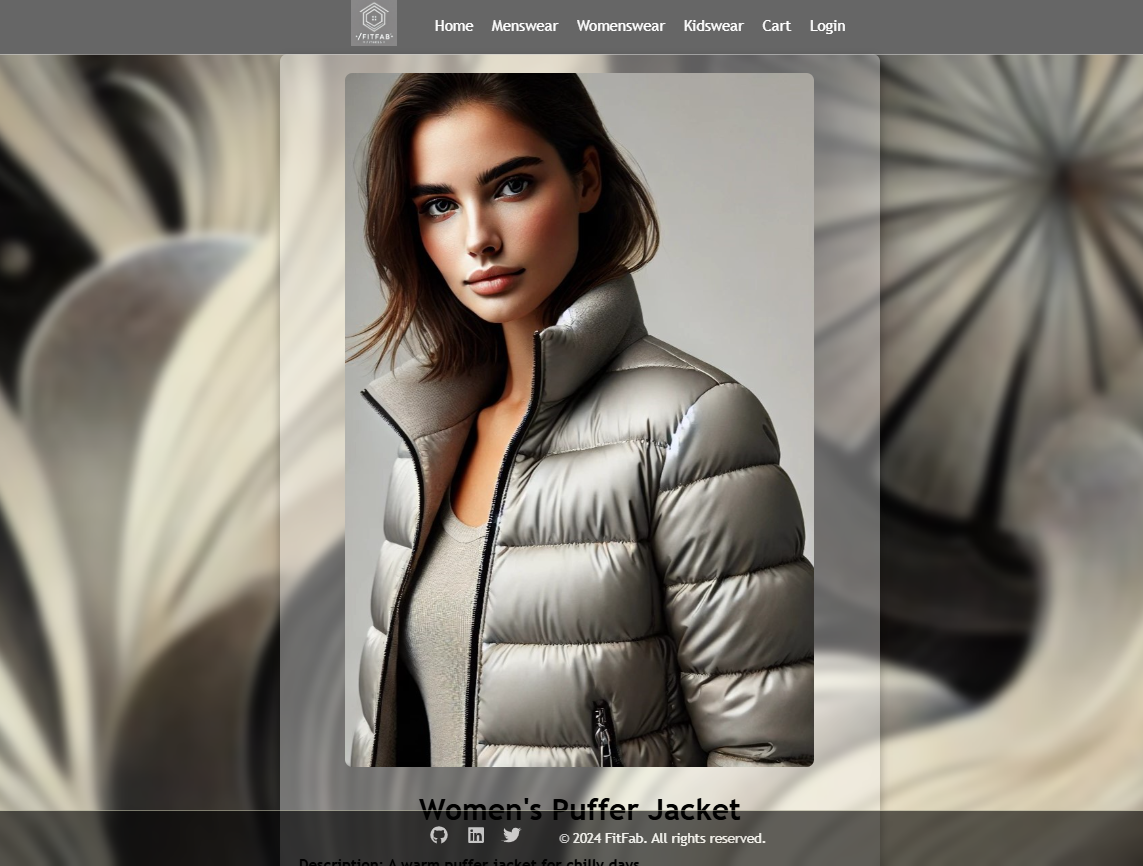 FITFAB
Home Menswear Womenswear Kidswear Cart Login
Women's Puffer Jacket
© 2024 FitFab. All rights reserved.
Description: A warm puffer jacket for chilly days.